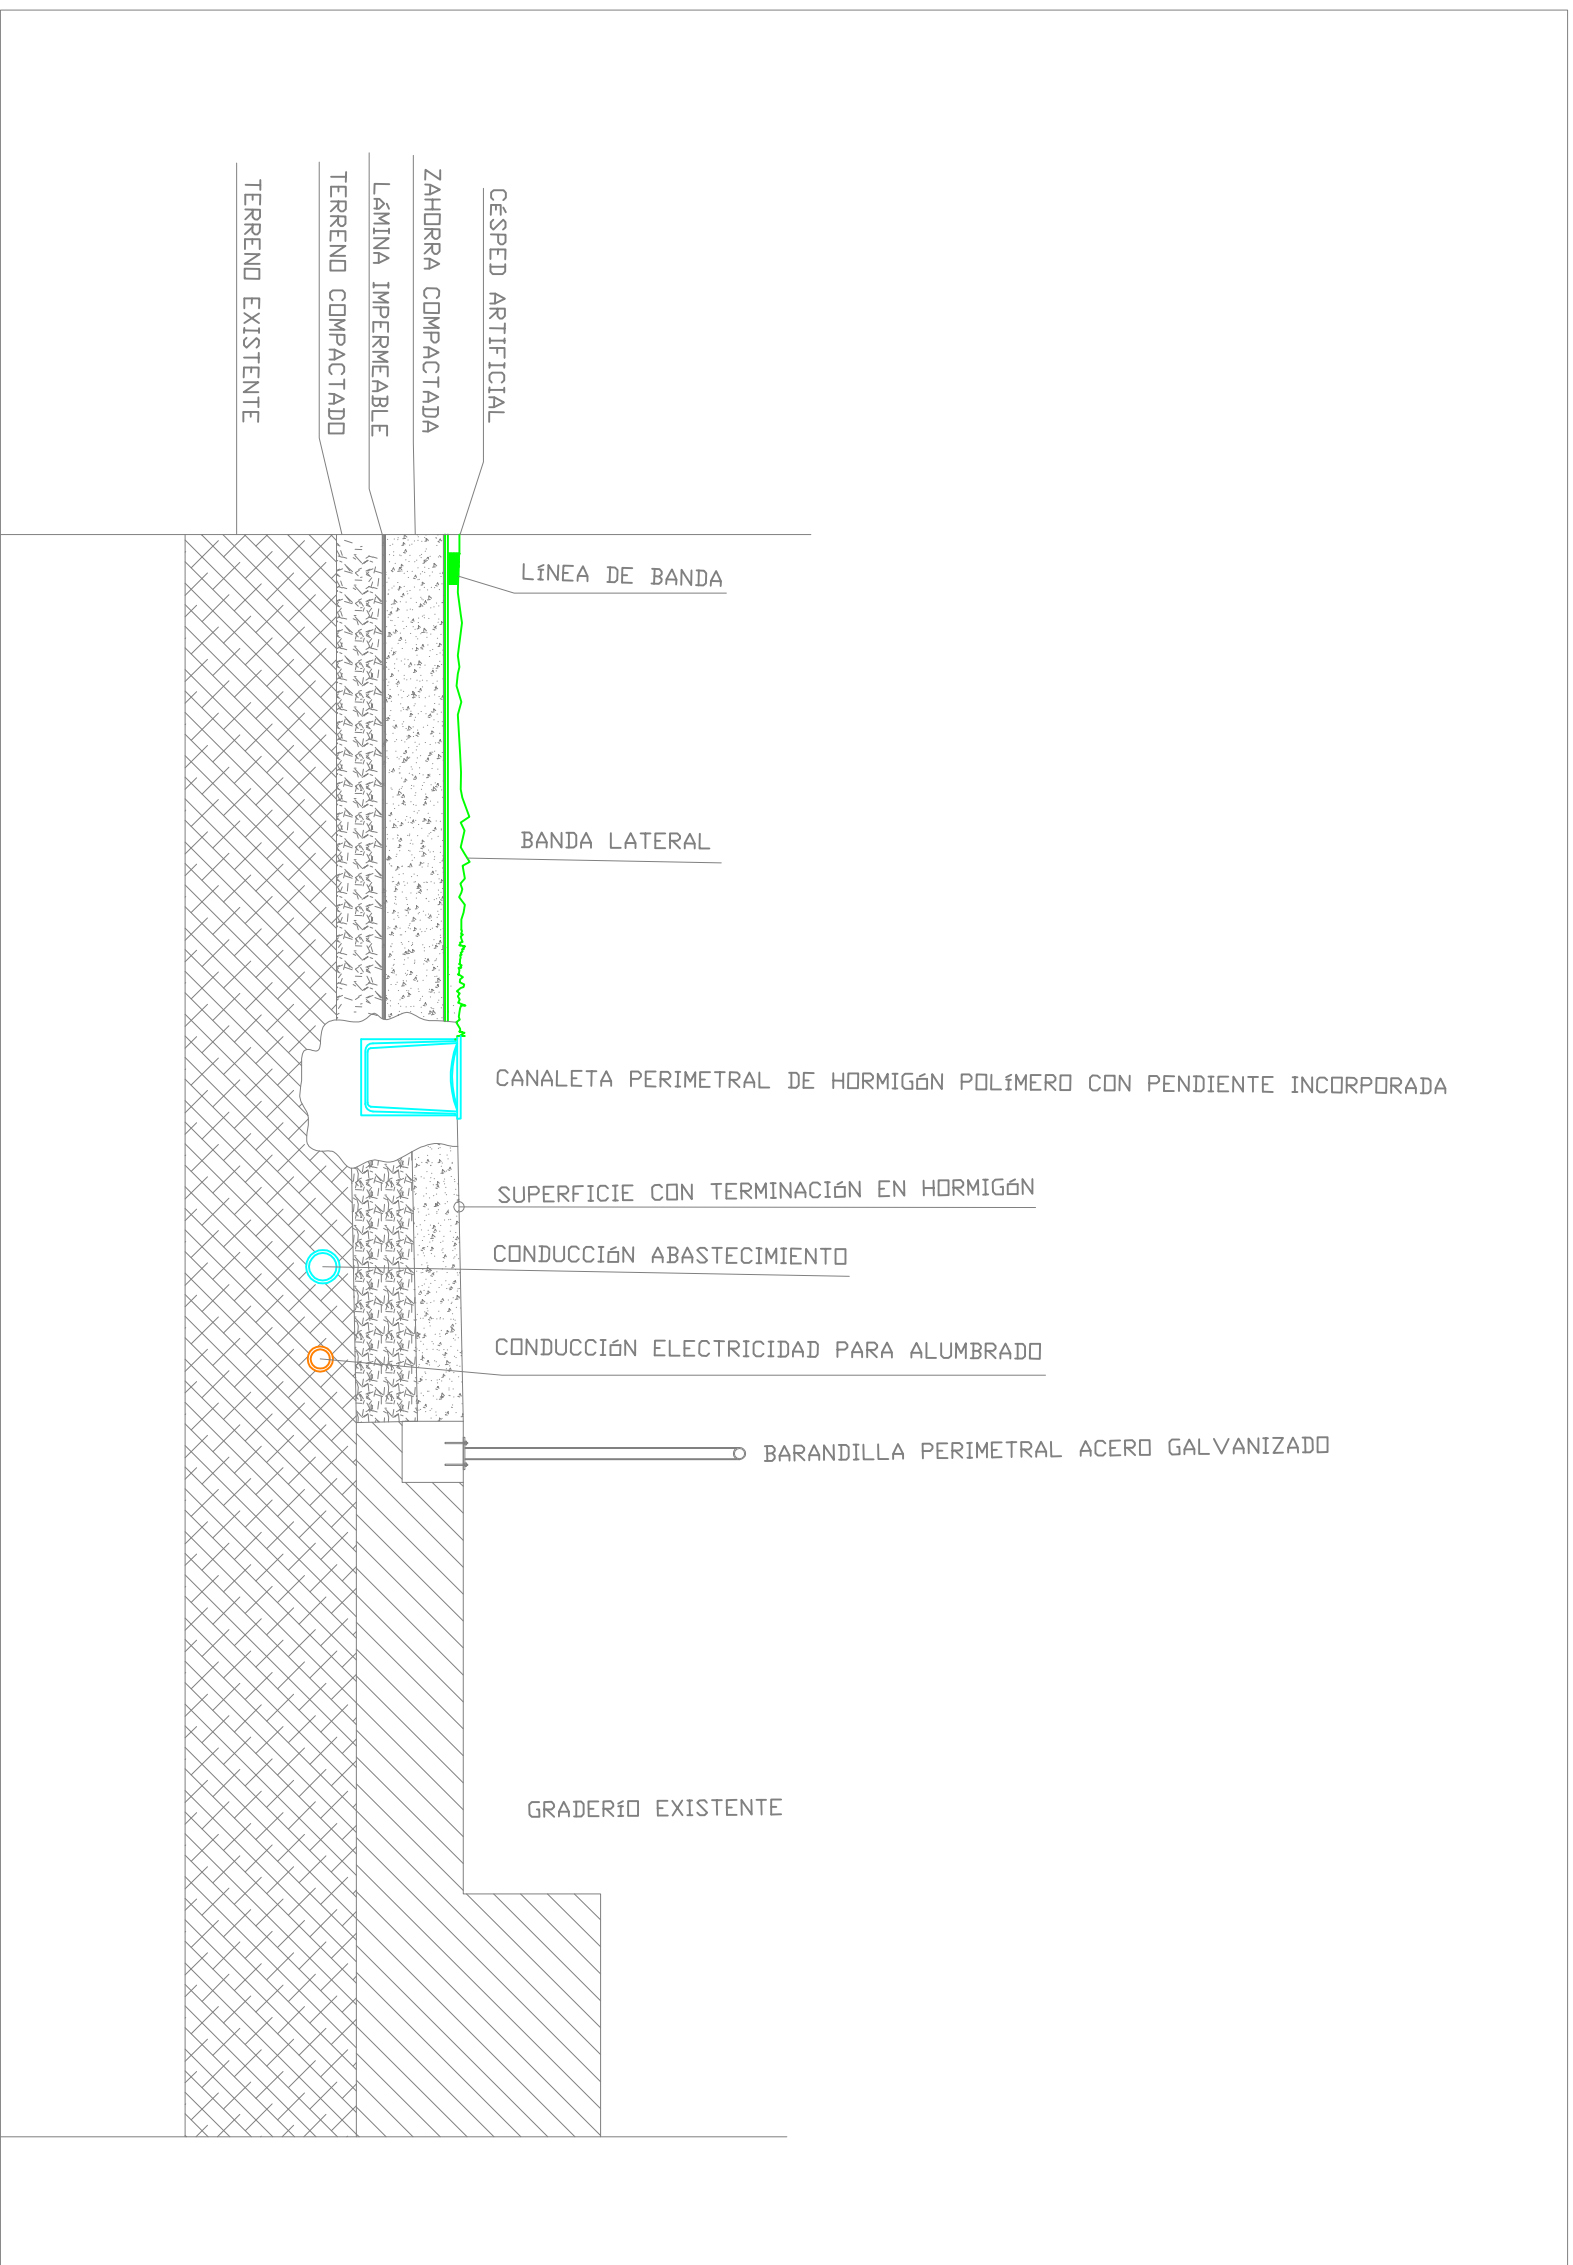 TERRENO EXISTENTE
TERRENO COMPACTADO
LÁMINA IMPERMEABLE
ZAHORRA COMPACTADA
CÉSPED ARTIFICIAL
LÍNEA DE BANDA
BANDA LATERAL
CANALETA PERIMETRAL DE HORMIGÓN POLÍMERO CON PENDIENTE INCORPORADA
SUPERFICIE CON TERMINACIÓN EN HORMIGÓN
CONDUCCIÓN ABASTECIMIENTO
CONDUCCIÓN ELECTRICIDAD PARA ALUMBRADO
BARANDILLA PERIMETRAL ACERO GALVANIZADO
GRADERÍO EXISTENTE